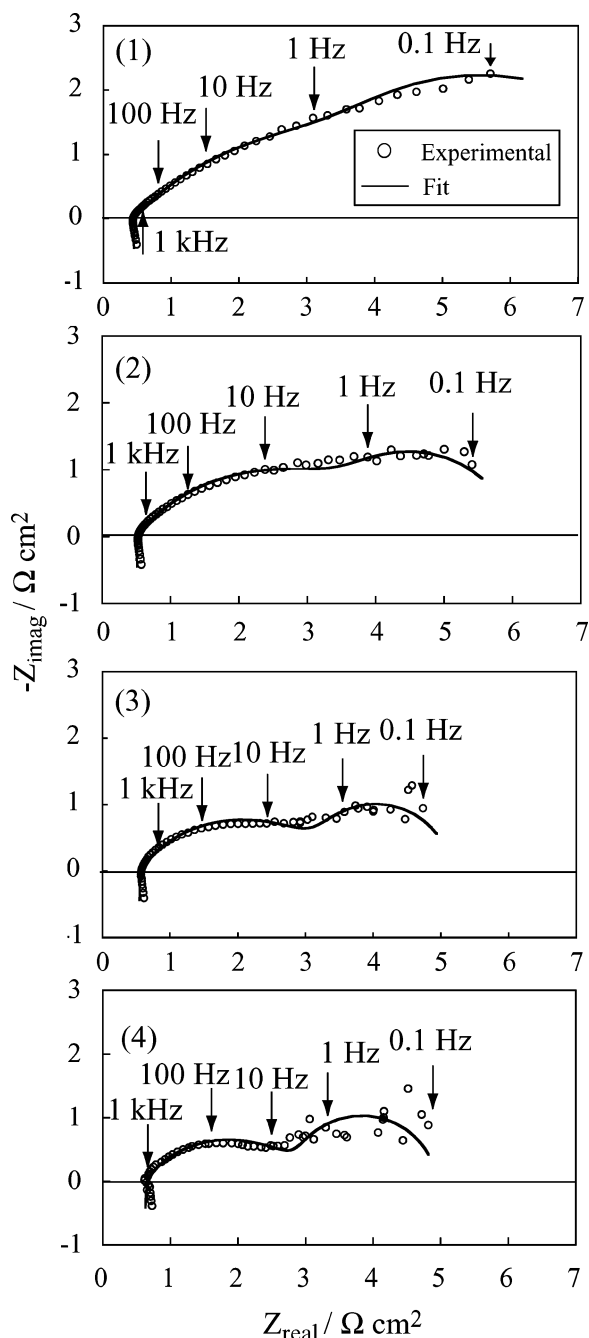 3
(1)
0.1 Hz
1 Hz
10 Hz
2
100 Hz
Experimental
1
Fit
0
1 kHz
-1
0 1 2 3 4 5 6 7
3
(2)
0.1 Hz
1 Hz
10 Hz
2
100 Hz
1 kHz
1
0
-1
0 1 2 3 4 5 6 7
-Z_imag / Ω cm²
3
(3)
0.1 Hz
1 Hz
2
100 Hz 10 Hz
1 kHz
1
0
-1
0 1 2 3 4 5 6 7
3
(4)
0.1 Hz
1 Hz
2
100 Hz 10 Hz
1 kHz
1
0
-1
0 1 2 3 4 5 6 7
Z_real / Ω cm²